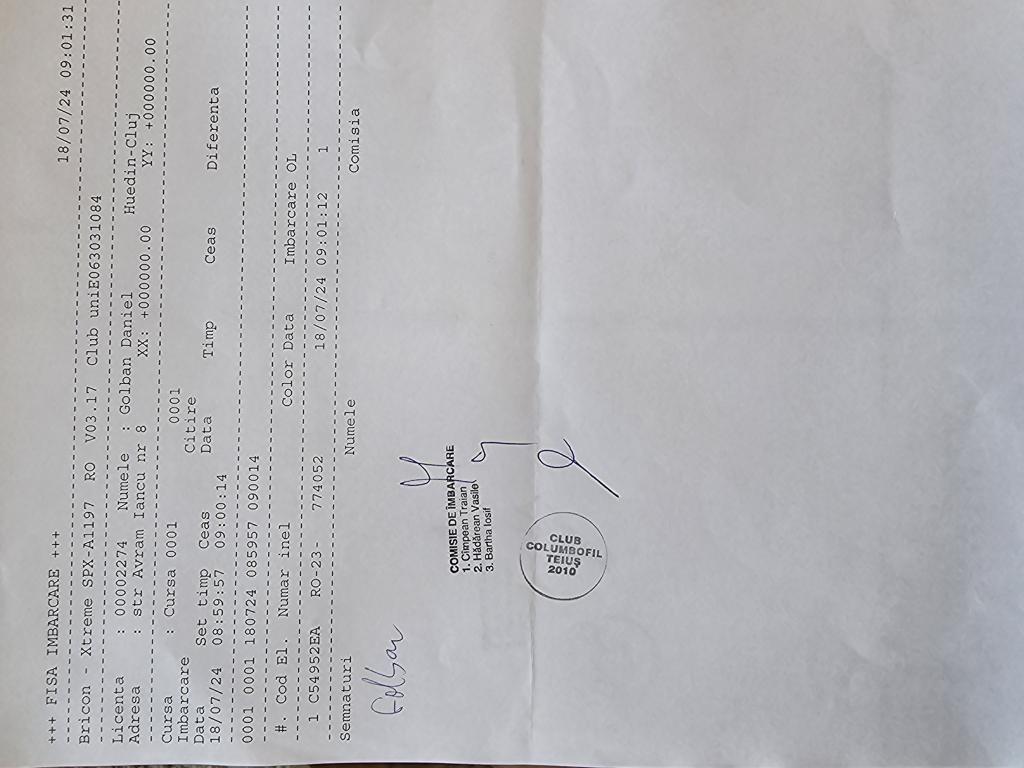 +++ FISA IMBARCARE +++ 18/07/24 09:01:31
Bricon - Xtreme SPX-A1197 RO V03.17 Club uniE063031084
Licenta : 00002274 Numele : Golban Daniel Huedin-Cluj
Adresa : str Avram Iancu nr 8 XX: +000000.00 YY: +000000.00
Cursa : Cursa 0001 0001
Imbarcare Citire
Data Set timp Ceas Data Timp Ceas Diferenta
18/07/24 08:59:57 09:00:14
0001 0001 180724 085957 090014
#. Cod El. Numar inel Color Data Imbarcare OL
1 C54952EA RO-23- 774052 18/07/24 09:01:12 1
Semnaturi Numele Comisia
Golban
COMISIE DE ÎMBARCARE
1. Cîmpean Traian
2. Hădărean Vasile
3. Bartha Iosif
CLUB
COLUMBOFIL
TEIUŞ
2010